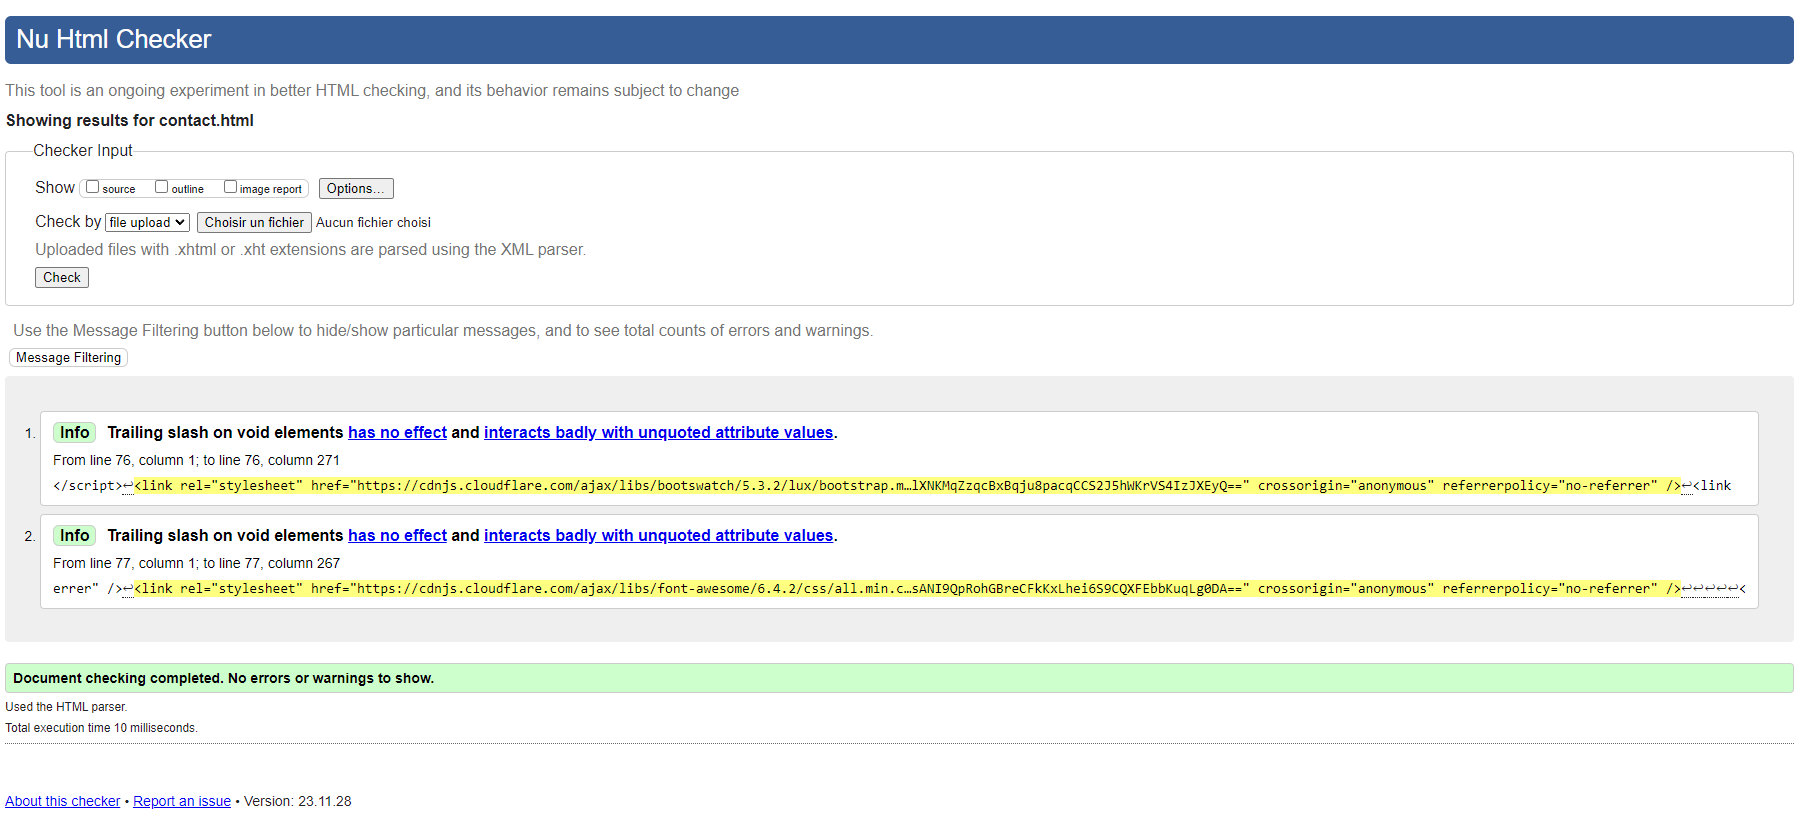 Nu Html Checker
This tool is an ongoing experiment in better HTML checking, and its behavior remains subject to change
Showing results for contact.html
Checker Input
Show source outline image report Options...
Check by file upload Choisir un fichier Aucun fichier choisi
Uploaded files with .xhtml or .xht extensions are parsed using the XML parser.
Check
Use the Message Filtering button below to hide/show particular messages, and to see total counts of errors and warnings.
Message Filtering
1. Info Trailing slash on void elements has no effect and interacts badly with unquoted attribute values.
From line 76, column 1; to line 76, column 271
</script>↩<link rel="stylesheet" href="https://cdnjs.cloudflare.com/ajax/libs/bootswatch/5.3.2/lux/bootstrap.m…lXNKMqZzqcBxBqju8pacqCCS2J5hWKrVS4IzJXEyQ==" crossorigin="anonymous" referrerpolicy="no-referrer" />↩<link
2. Info Trailing slash on void elements has no effect and interacts badly with unquoted attribute values.
From line 77, column 1; to line 77, column 267
errer" />↩<link rel="stylesheet" href="https://cdnjs.cloudflare.com/ajax/libs/font-awesome/6.4.2/css/all.min.c…sANI9QpRohGBreCFkKxLhei6S9CQXFEbbKuqLg0DA==" crossorigin="anonymous" referrerpolicy="no-referrer" />↩↩↩↩↩<
Document checking completed. No errors or warnings to show.
Used the HTML parser.
Total execution time 10 milliseconds.
About this checker • Report an issue • Version: 23.11.28